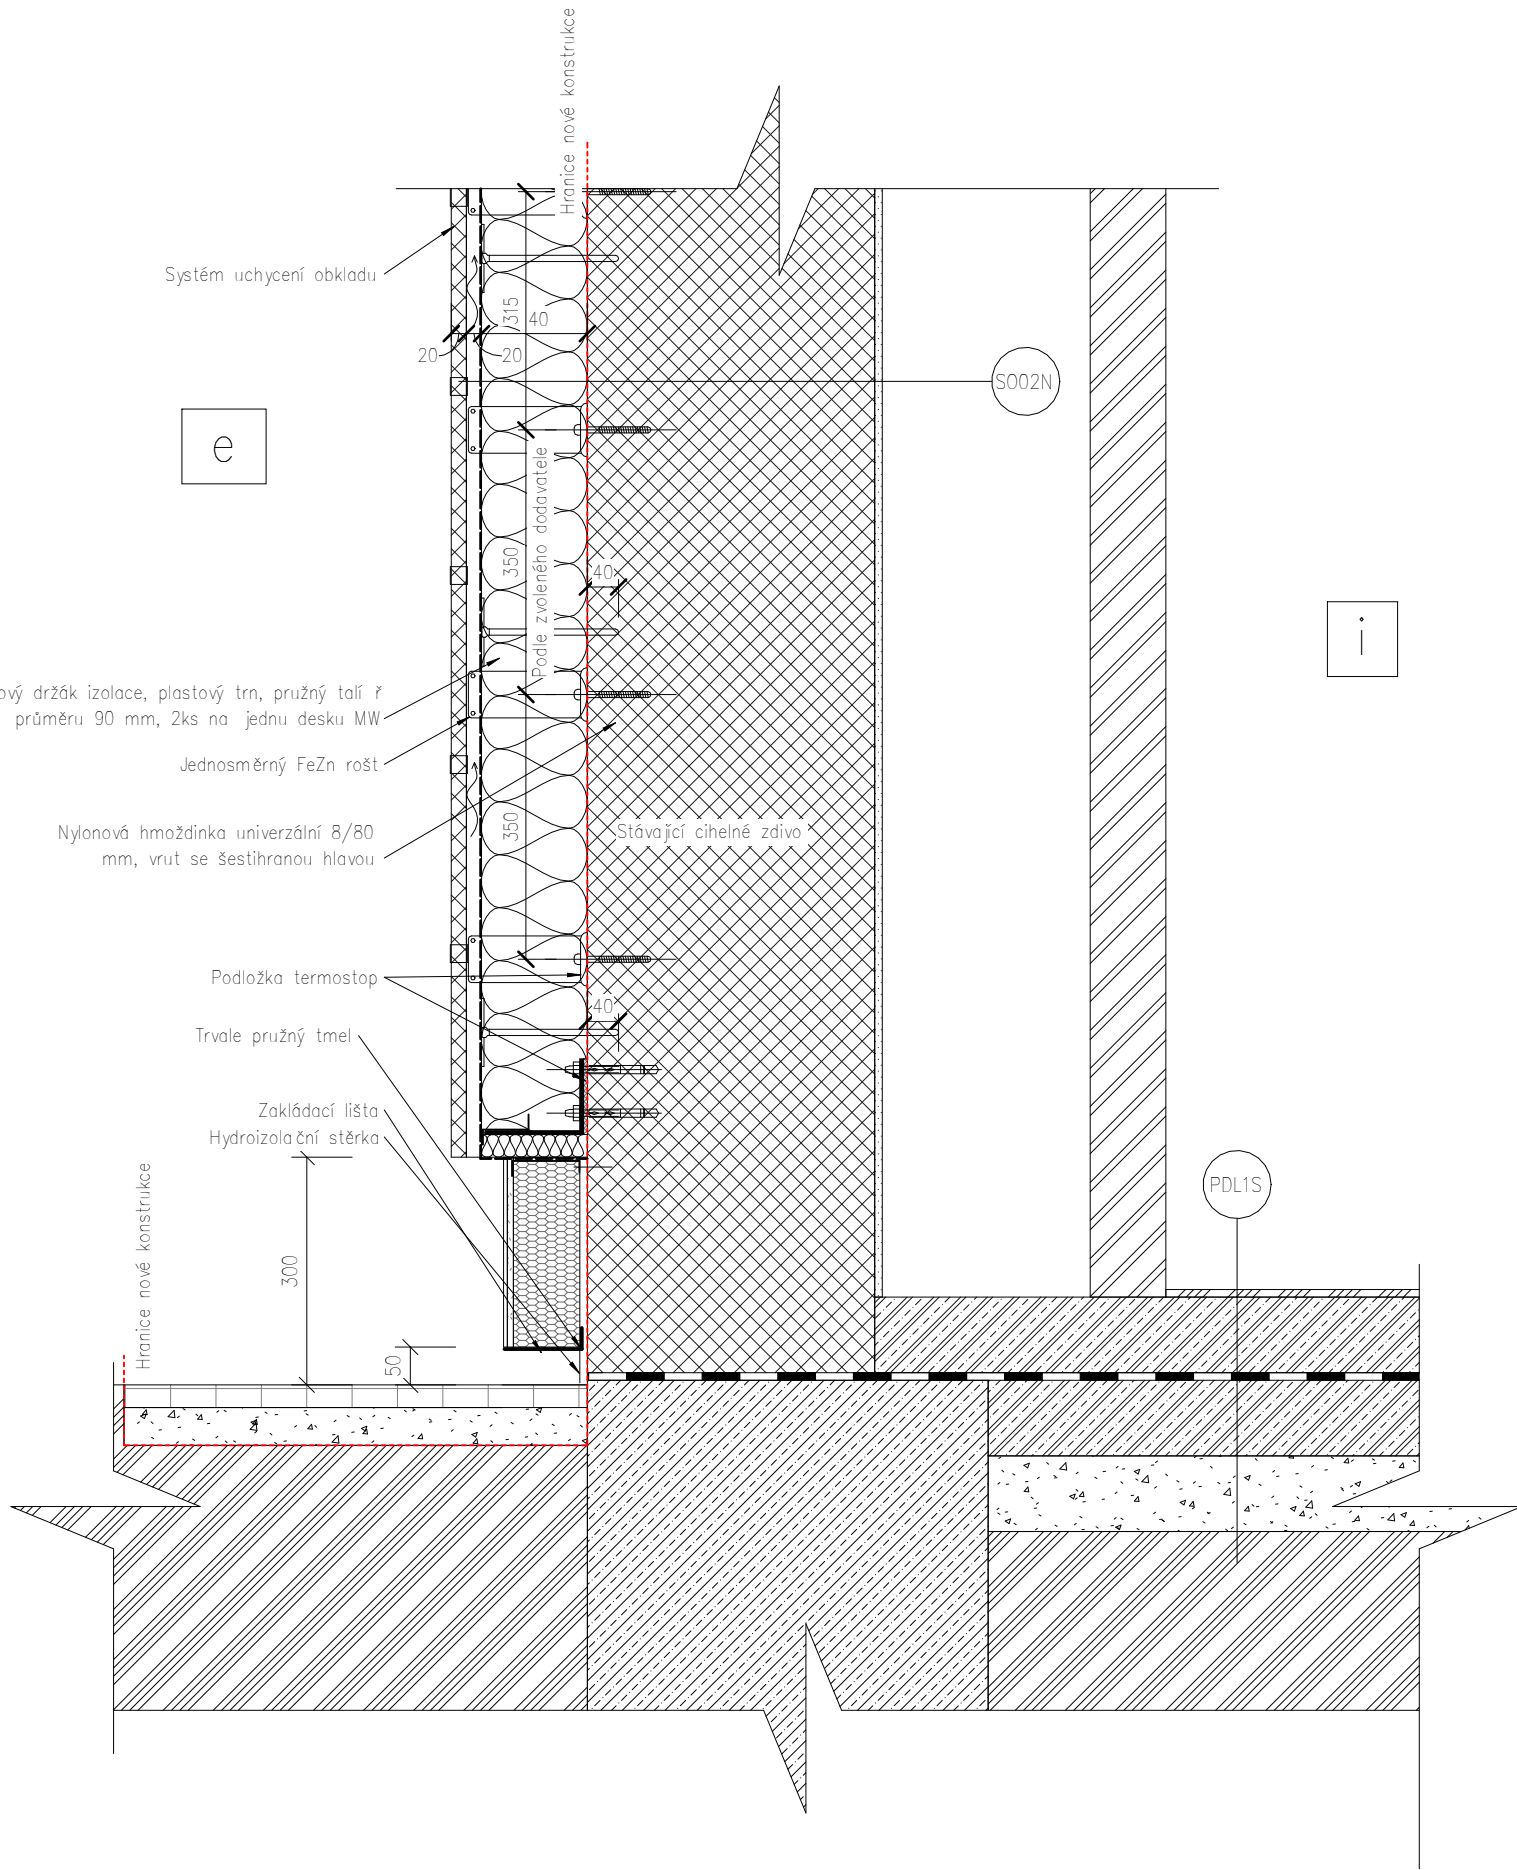 Hranice nové konstrukce
Systém uchycení obkladu
315
40
20
20
SO02N
e
Podle zvoleného dodavatele
350
40
i
držák izolace, plastový trn, pružný talí ř
průměru 90 mm, 2ks na jednu desku MW
Jednosměrný FeZn rošt
Nylonová hmoždinka univerzální 8/80
mm, vrut se šestihranou hlavou
350
Stávající cihelné zdivo
Podložka termostop
40
Trvale pružný tmel
Zakládací lišta
Hydroizolační stěrka
Hranice nové konstrukce
PDL1S
300
50